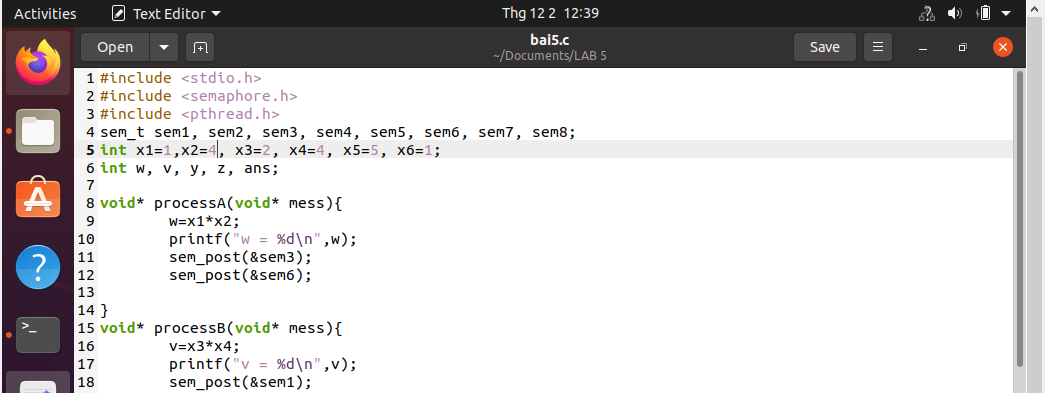 Activities Text Editor Thg 12 2 12:39
Open bai5.c Save
~/Documents/LAB 5
1 #include <stdio.h>
2 #include <semaphore.h>
3 #include <pthread.h>
4 sem_t sem1, sem2, sem3, sem4, sem5, sem6, sem7, sem8;
5 int x1=1,x2=4, x3=2, x4=4, x5=5, x6=1;
6 int w, v, y, z, ans;
7
8 void* processA(void* mess){
9 w=x1*x2;
10 printf("w = %d\n",w);
11 sem_post(&sem3);
12 sem_post(&sem6);
13
14 }
15 void* processB(void* mess){
16 v=x3*x4;
17 printf("v = %d\n",v);
18 sem_post(&sem1);